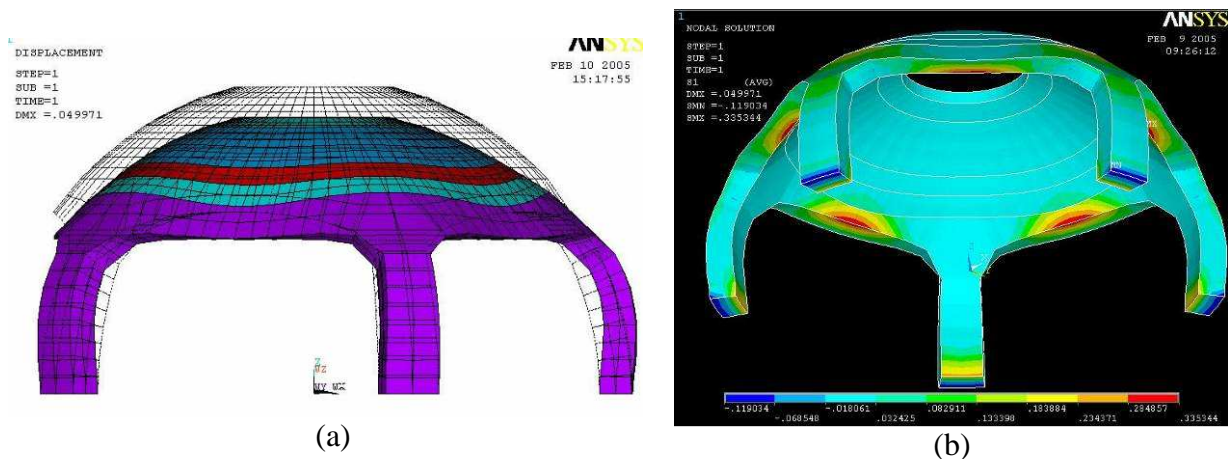 ANSYS
DISPLACEMENT
FEB 10 2005
15:17:55
STEP=1
SUB =1
TIME=1
DMX =.049971
Z
(a)
1
NODAL SOLUTION
ANSYS
FEB 9 2005
09:26:12
STEP=1
SUB =1
TIME=1
S1 (AVG)
DMX =.049971
SMN =-.119034
SMX =.335344
MX
-.119034 -.018061 .082911 .183884 .284857
-.068548 .032425 .133398 .234371 .335344
(b)